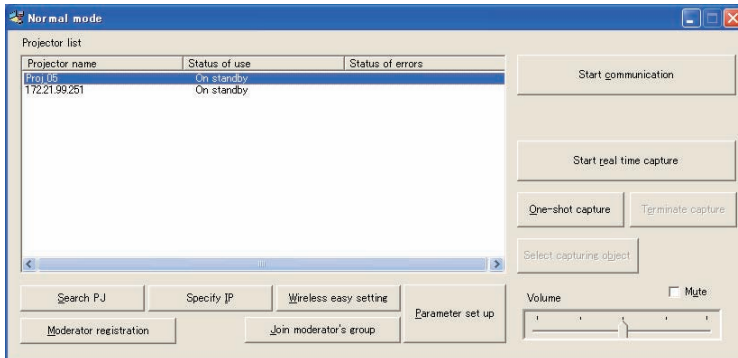 Normal mode
Projector list
Projector name Status of use Status of errors
Proj_05 On standby
172.21.99.251 On standby
Start communication
Start real time capture
One-shot capture Terminate capture
Select capturing object
Search PJ Specify IP Wireless easy setting
Parameter set up
Moderator registration Join moderator's group
Volume Mute